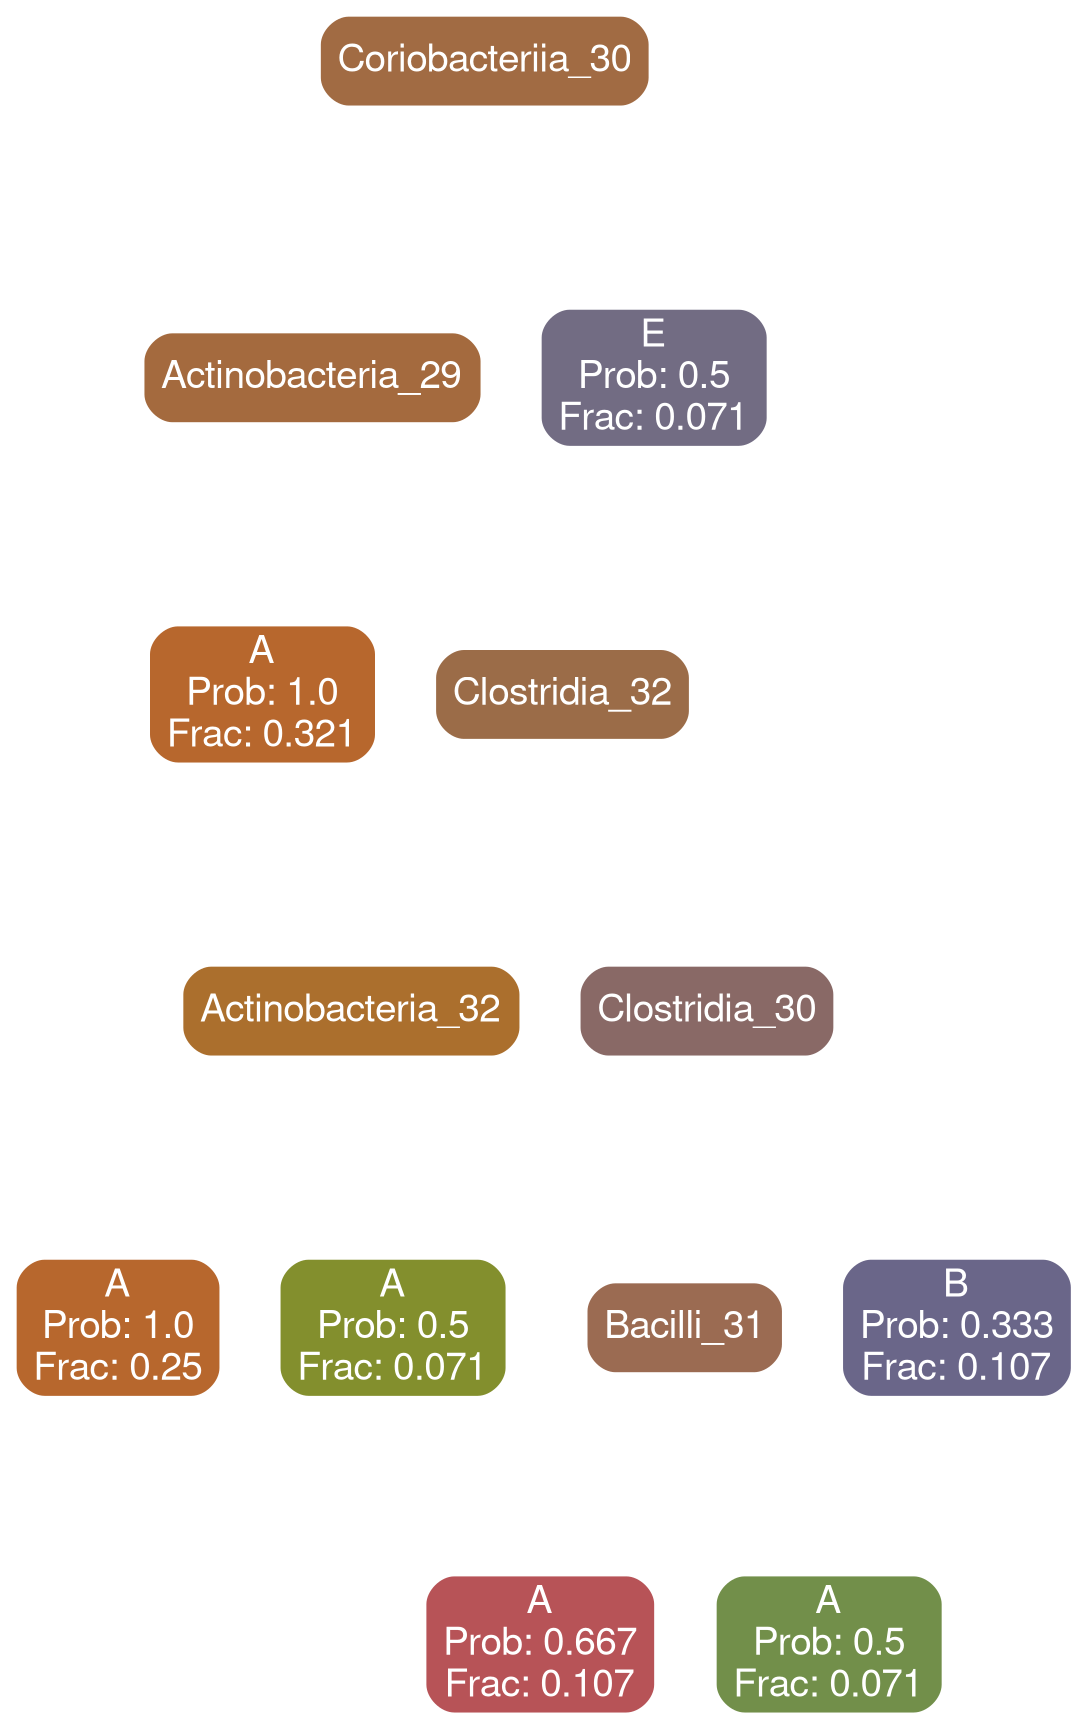 Coriobacteriia_30
Actinobacteria_29
E
Prob: 0.5
Frac: 0.071
A
Prob: 1.0
Frac: 0.321
Clostridia_32
Actinobacteria_32
Clostridia_30
A
Prob: 1.0
Frac: 0.25
A
Prob: 0.5
Frac: 0.071
Bacilli_31
B
Prob: 0.333
Frac: 0.107
A
Prob: 0.667
Frac: 0.107
A
Prob: 0.5
Frac: 0.071